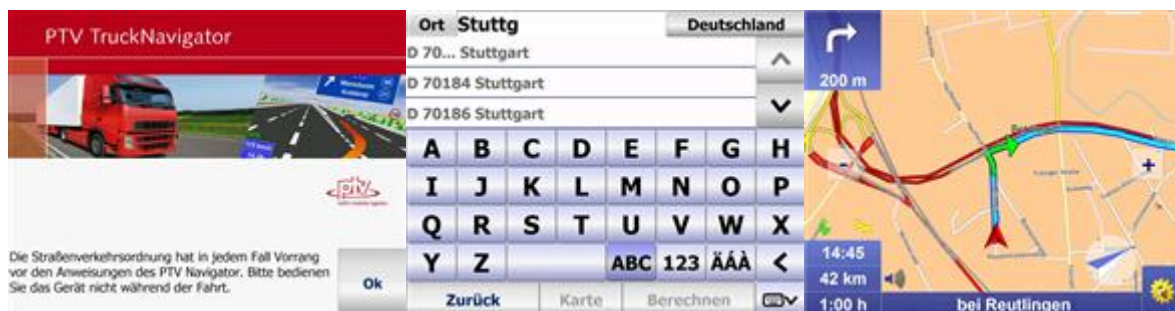 PTV TruckNavigator
ptv
Die Straßenverkehrsordnung hat in jedem Fall Vorrang
vor den Anweisungen des PTV Navigator. Bitte bedienen
Sie das Gerät nicht während der Fahrt.
Ok
Ort Stuttg Deutschland
D 70... Stuttgart
D 70184 Stuttgart
D 70186 Stuttgart
A B C D E F G H
I J K L M N O P
Q R S T U V W X
Y Z ABC 123 ÄÁÀ <
Zurück Karte Berechnen
200 m
- +
14:45
42 km
1:00 h bei Reutlingen